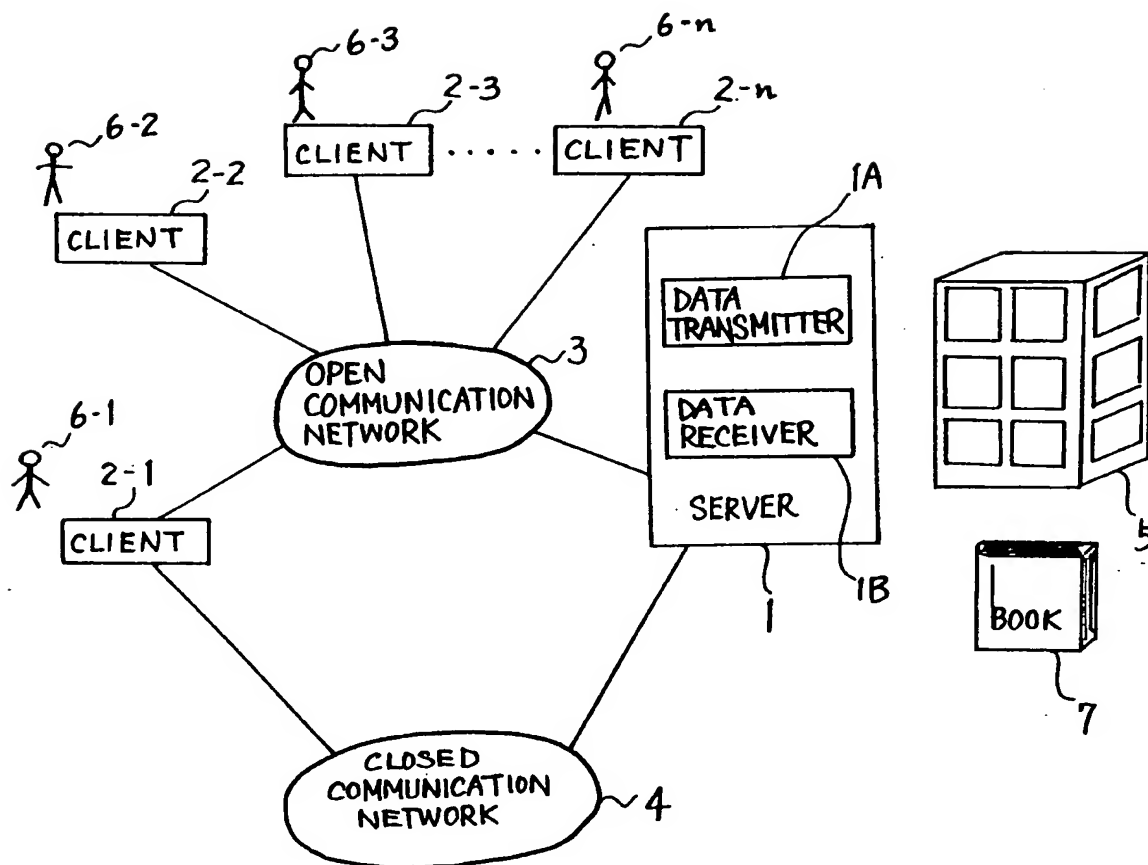 6-3
6-n
2-3
2-n
6-2
CLIENT
CLIENT
2-2
1A
CLIENT
DATA
TRANSMITTER
3
OPEN
COMMUNICATION
NETWORK
DATA
RECEIVER
6-1
2-1
SERVER
CLIENT
5
1B
1
BOOK
7
CLOSED
COMMUNICATION
NETWORK
4